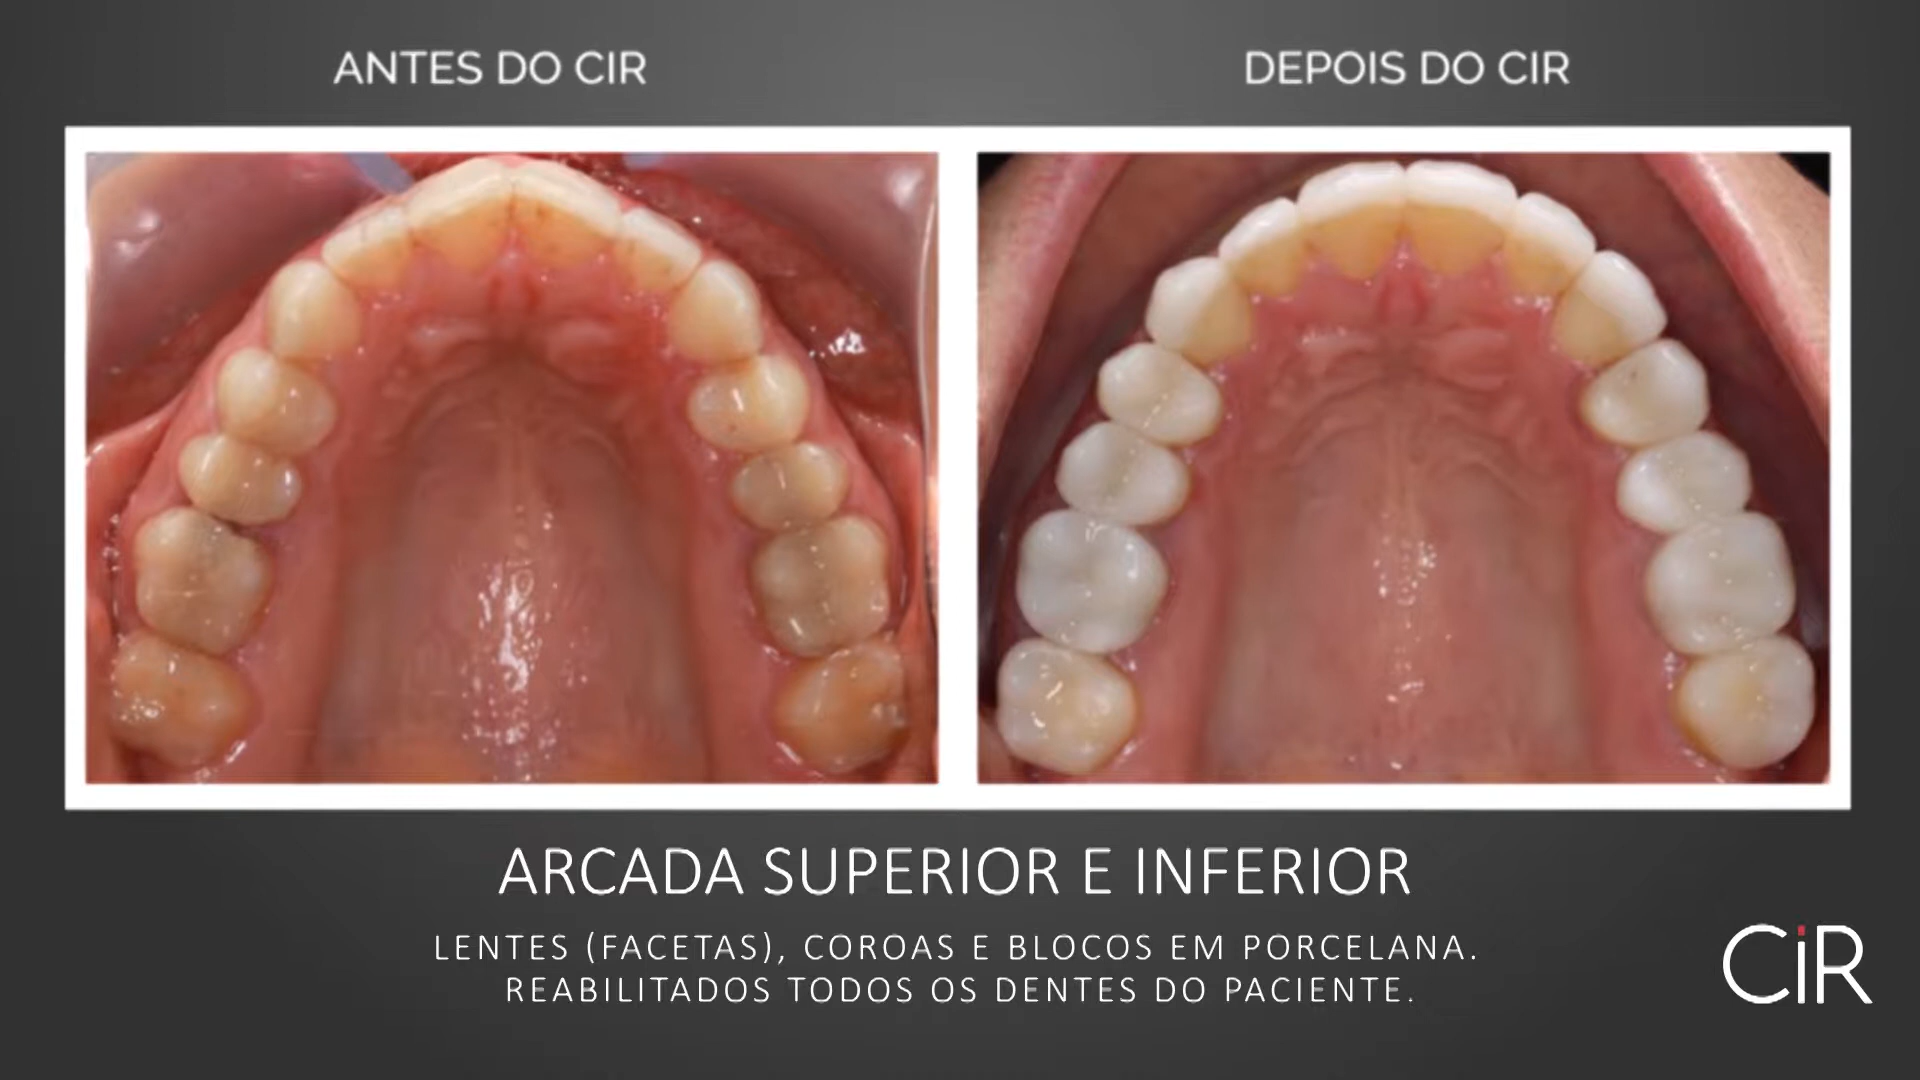 ANTES DO CIR
DEPOIS DO CIR
ARCADA SUPERIOR E INFERIOR
LENTES (FACETAS), COROAS E BLOCOS EM PORCELANA.
REABILITADOS TODOS OS DENTES DO PACIENTE.
CiR